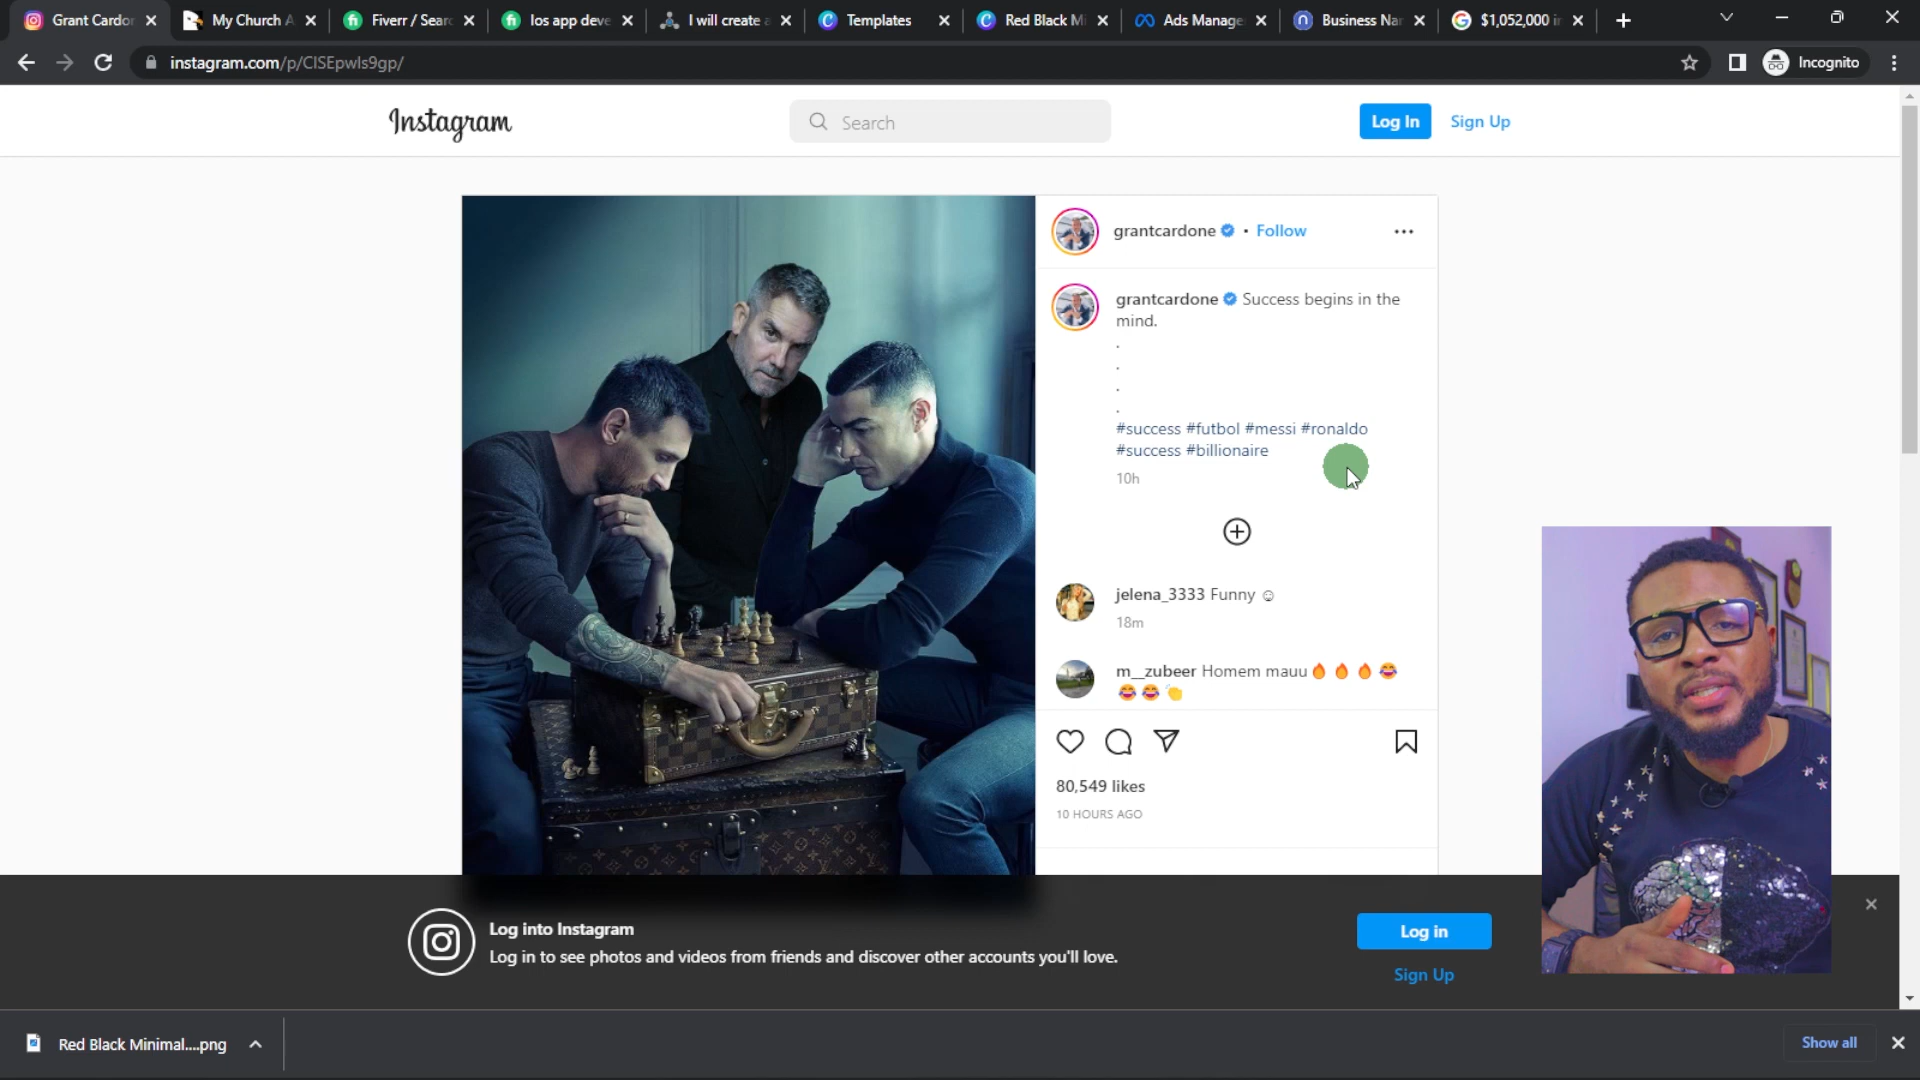 Grant Cardo
My Church A
Fiverr / Sear
Ios app deve
I will create a
Templates
Red Black Mi
Ads Manage
Business Nar
$1,052,000 i
instagram.com/p/ClSEpwls9gp/
Incognito
Instagram
Search
Log In
Sign Up
grantcardone • Follow
grantcardone Success begins in the
mind.
.
.
.
.
#success #futbol #messi #ronaldo
#success #billionaire
10h
jelena_3333 Funny ☺
18m
m__zubeer Homem mauu🔥🔥🔥😂
😂😂👏
80,549 likes
10 HOURS AGO
Log into Instagram
Log in to see photos and videos from friends and discover other accounts you'll love.
Log in
Sign Up
Red Black Minimal....png
Show all